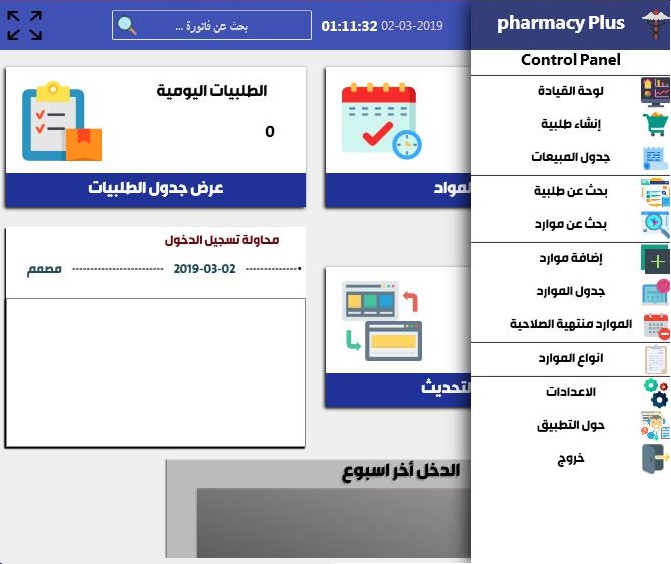 pharmacy Plus
02-03-2019 01:11:32
بحث عن فاتورة ...
Control Panel
لوحة القيادة
إنشاء طلبية
جدول المبيعات
بحث عن طلبية
بحث عن موارد
إضافة موارد
جدول الموارد
الموارد منتهية الصلاحية
انواع الموارد
الاعدادات
حول التطبيق
خروج
الطلبيات اليومية
0
عرض جدول الطلبيات
لمواد
محاولة تسجيل الدخول
•--------------- 2019-03-02 ------------------------- مصمم
لتحديث
الدخل أخر اسبوع